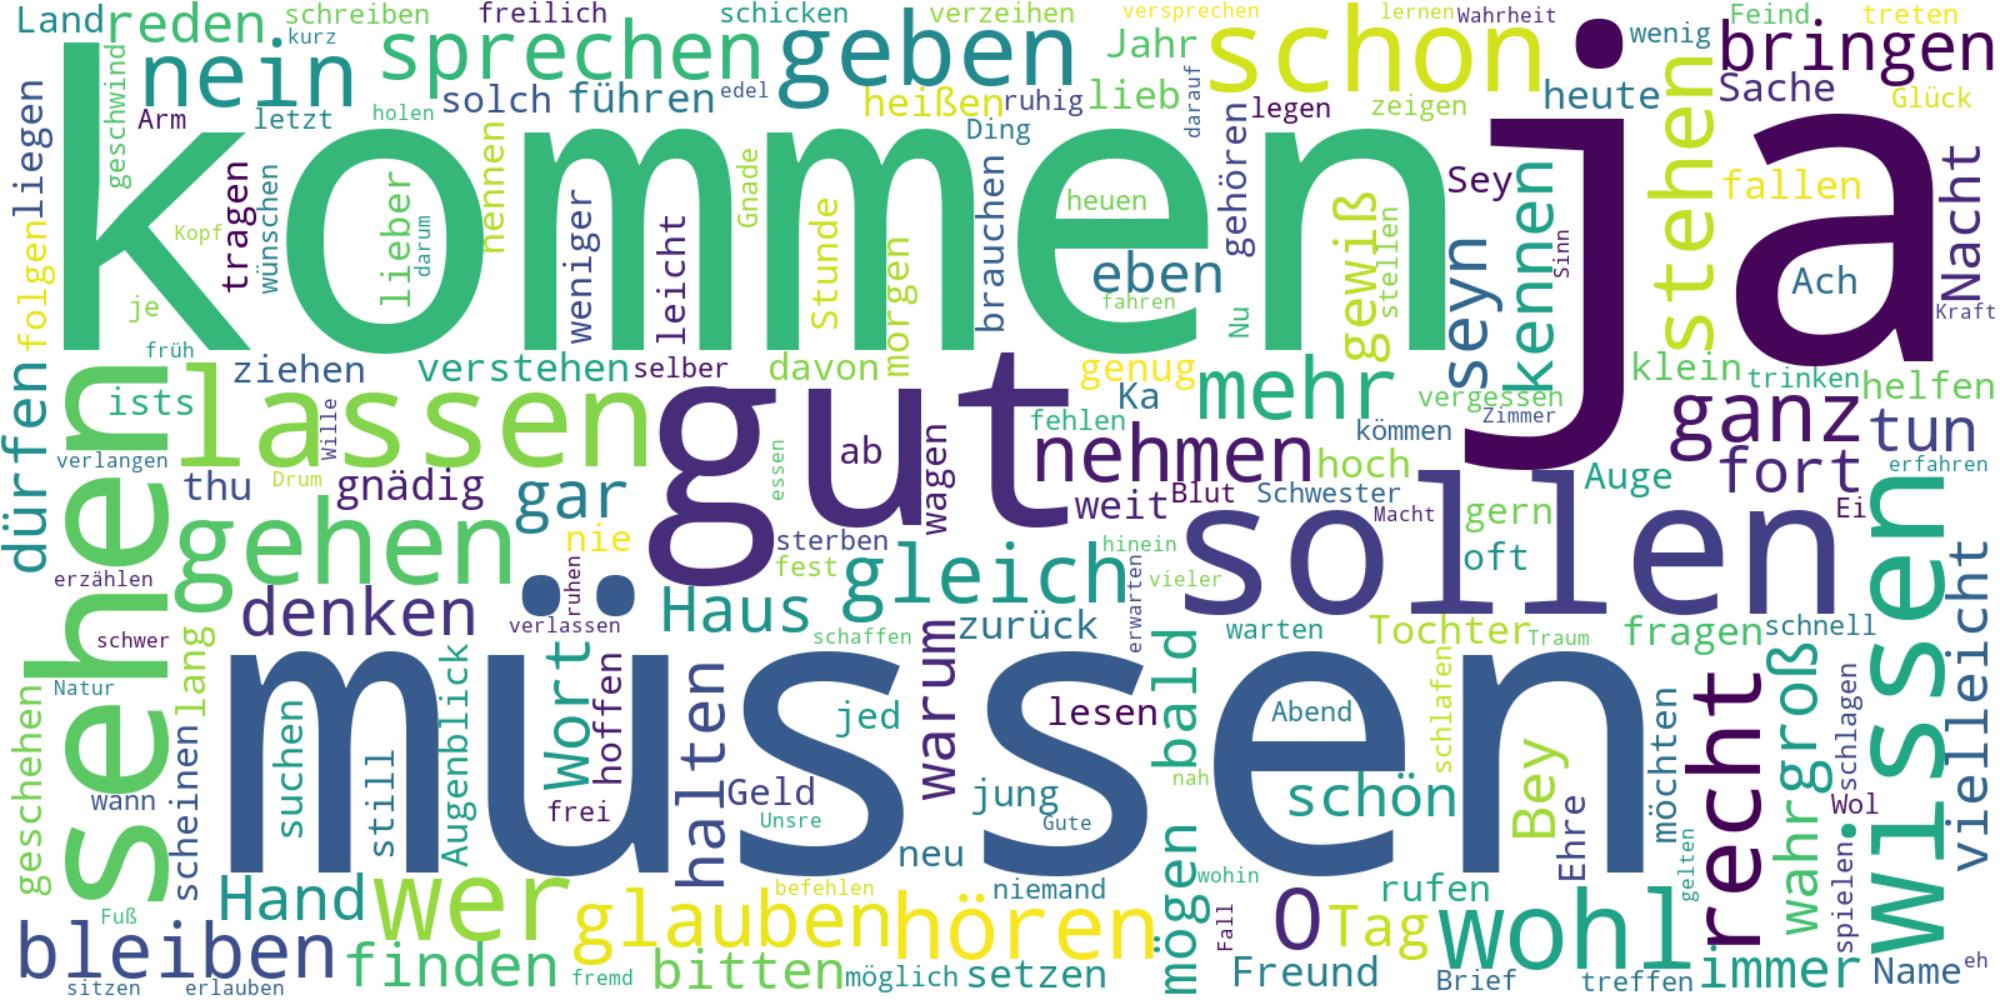 Land reden schreiben freilich schicken verzeihen versprechen lernen Wahrheit Feind treten
kurz nein sprechen geben Jahr schon wenig bringen
geschwind Arm letzt holen solch führen edel heißen ruhig lieb darauf legen zeigen heute stehen Sache Glück
liegen kommen ja Nacht
folgen Kopf tragen wünschen lieber darum nennen weniger leicht Gnade Stunde morgen brauchen Ding heuen eben fahren gehören Nu gewiß stellen Sey seyn kennen Sinn fallen Ach Kraft
je früh
ziehen verstehen selber davon genug Ka mehr vergessen Zimmer klein trinken helfen
dürfen sehen ists lassen Wille gut fehlen kömmen ganz tun
verlangen thu Drum gnädig gar essen ab wagen nehmen weit Blut Schwester Macht hoch Auge fort erfahren
gehen nie sterben fest gleich hinein vieler sollen gern oft Ei wissen
erzählen denken ruhen verlassen Haus schaffen zurück erwarten warten Tochter Traum fragen schnell vielleicht
schwer lang müssen
Natur geschehen wann scheinen suchen still Augenblick Wort hoffen frei halten Geld Unsre jed warum jung lesen Gute bald nah Abend schön schlafen Bey Ehre möchten recht groß wahr schlagen Wol spielen
neu
Fuß Hand wer befehlen niemand mögen wohin Fall rufen gelten
bleiben finden glauben hören O Tag wohl
sitzen erlauben fremd bitten möglich setzen Freund Brief treffen immer Name eh